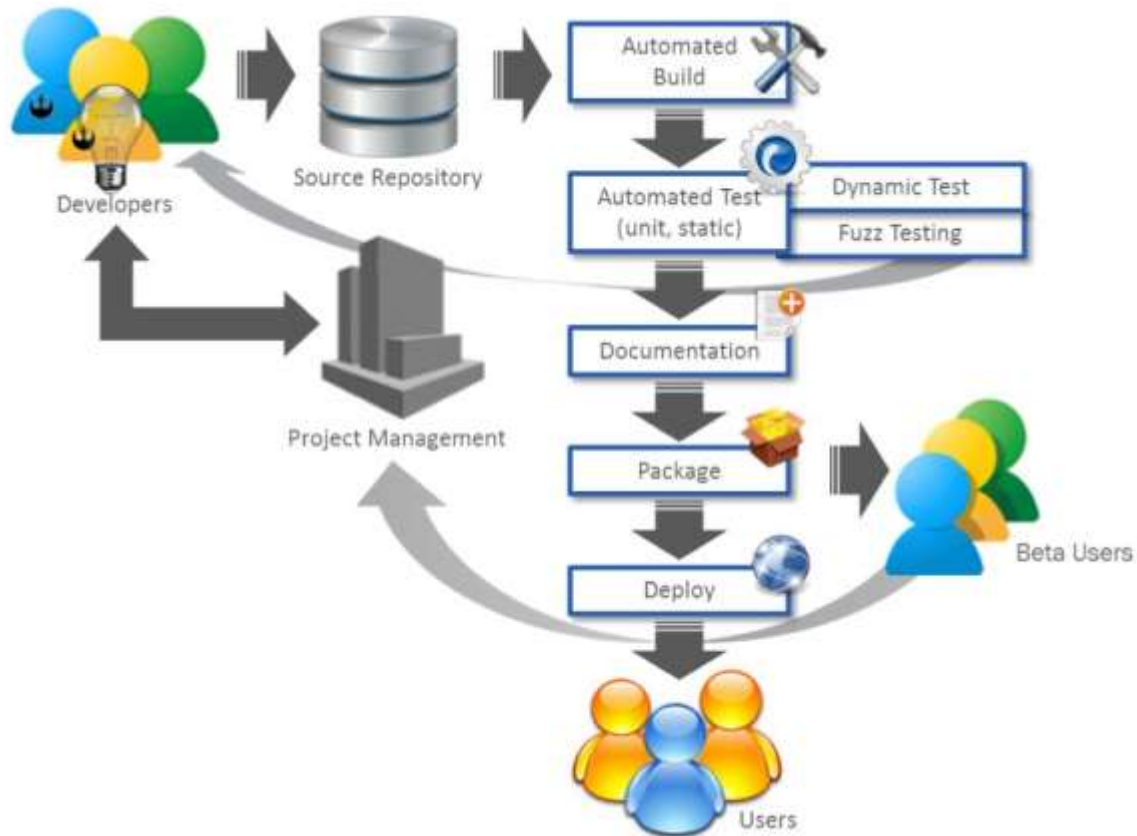 Developers
Source Repository
Automated
Build
Automated Test
(unit, static)
Dynamic Test
Fuzz Testing
Documentation
Project Management
Package
Beta Users
Deploy
Users